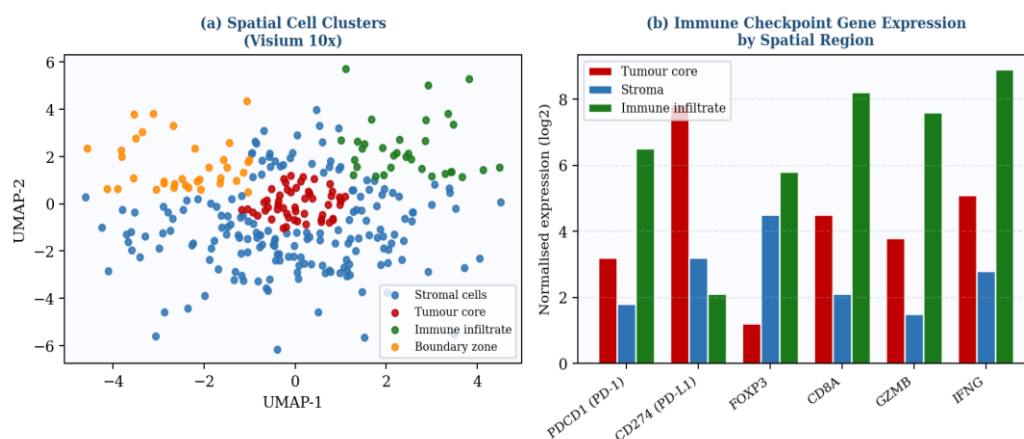 (a) Spatial Cell Clusters
(Visium 10x)
6
4
2
0
−2
−4
−6
UMAP-2
−4
−2
0
2
4
UMAP-1
Stromal cells
Tumour core
Immune infiltrate
Boundary zone
(b) Immune Checkpoint Gene Expression
by Spatial Region
Tumour core
Stroma
Immune infiltrate
8
6
4
2
0
Normalised expression (log2)
PDCD1 (PD-1)
CD274 (PD-L1)
FOXP3
CD8A
GZMB
IFNG